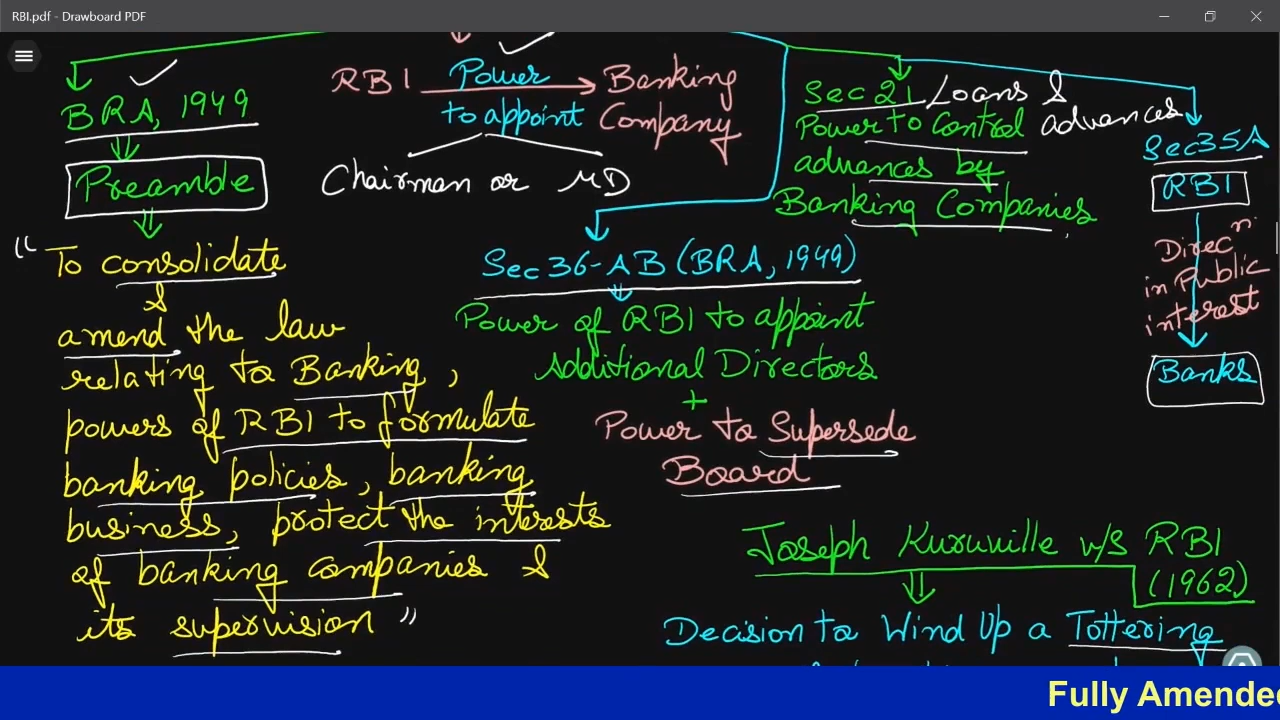 RBI.pdf - Drawboard PDF
BRA, 1949
Preamble
"To consolidate
&
amend the law
relating to Banking,
powers of RBI to formulate
banking policies, banking
business, protect the interests
of banking companies &
its supervision"
RBI Power Banking
to appoint Company
Chairman or MD
Sec 36-AB (BRA, 1949)
Power of RBI to appoint
Additional Directors
+
Power to Supersede
Board
Sec 21 Loans &
Power to Control advances
advances by
Banking Companies
Sec 35A
RBI
Direcn
in Public
interest
Banks
Joseph Kuruville v/s RBI
(1962)
Decision to Wind Up a Tottering
Fully Amended